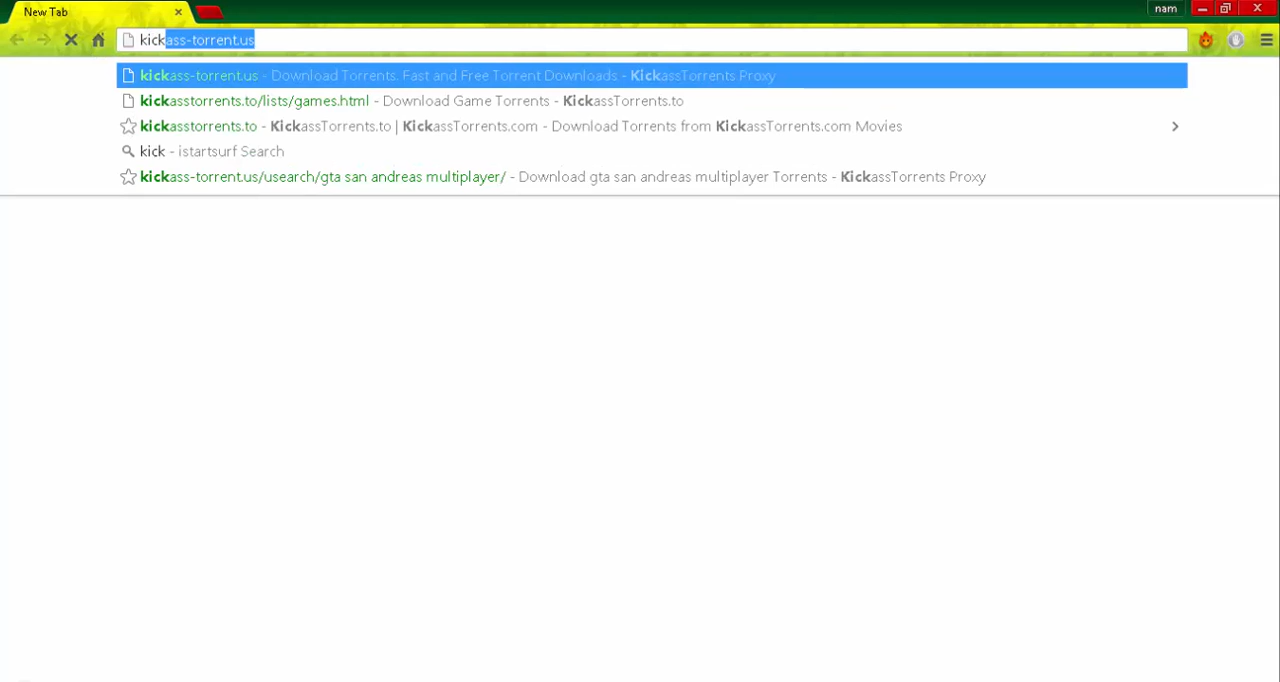 New Tab
nam
kickass-torrent.us
kickass-torrent.us - Download Torrents. Fast and Free Torrent Downloads. - KickassTorrents Proxy
kickasstorrents.to/lists/games.html - Download Game Torrents - KickassTorrents.to
kickasstorrents.to - KickassTorrents.to | KickassTorrents.com - Download Torrents from KickassTorrents.com Movies
kick - istartsurf Search
kickass-torrent.us/usearch/gta san andreas multiplayer/ - Download gta san andreas multiplayer Torrents - KickassTorrents Proxy